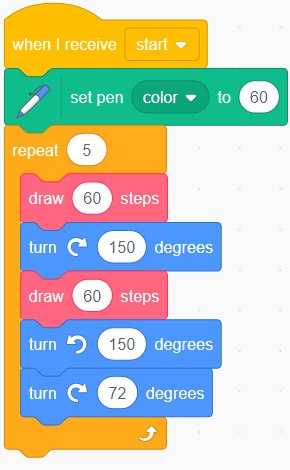 when I receive start
set pen color to 60
repeat 5
draw 60 steps
turn 150 degrees
draw 60 steps
turn 150 degrees
turn 72 degrees